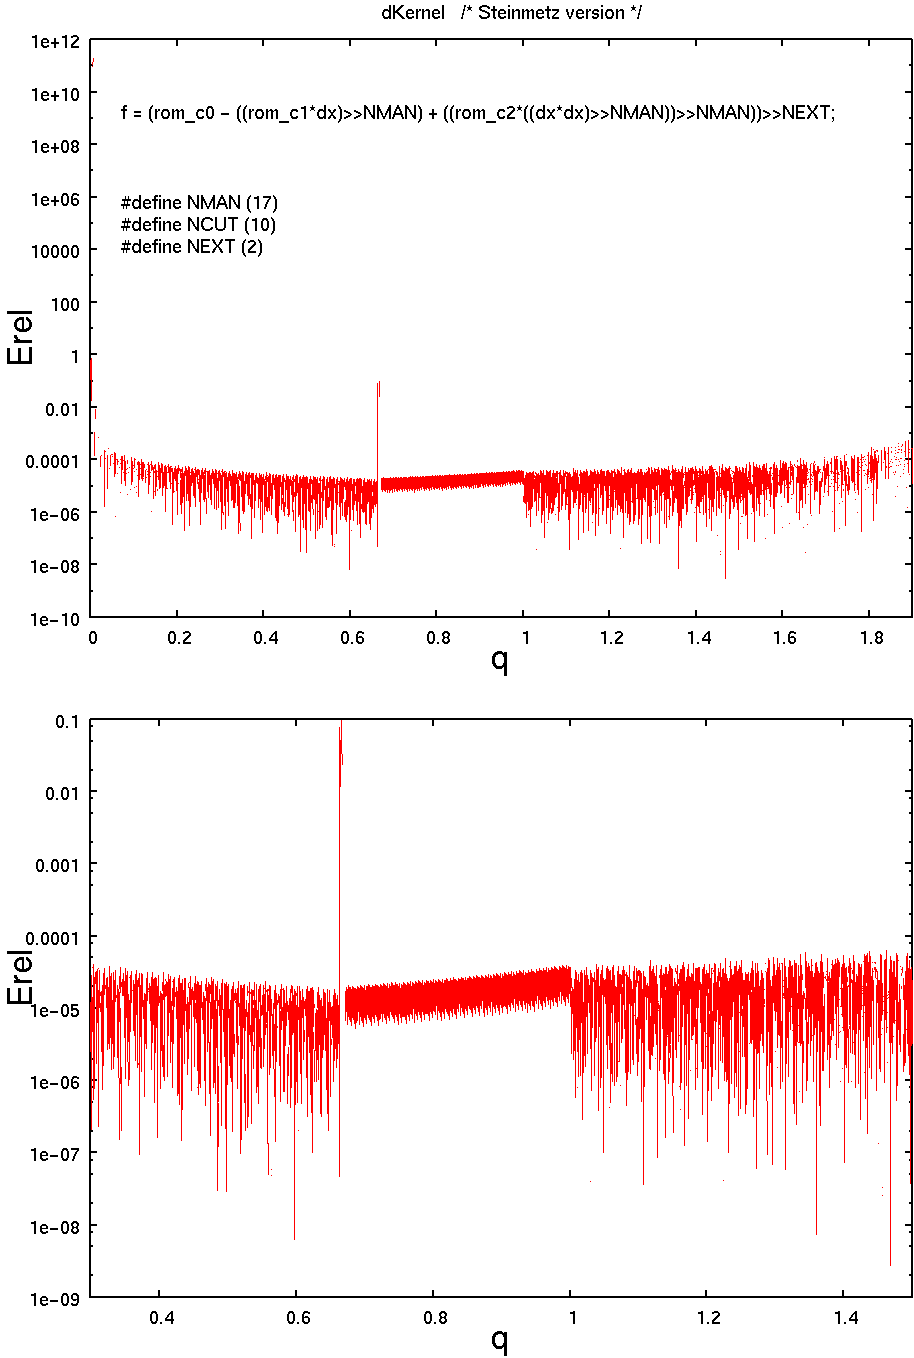 dKernel /* Steinmetz version */
1e+12
f = (rom_c0 − ((rom_c1*dx)>>NMAN) + ((rom_c2*((dx*dx)>>NMAN))>>NMAN))>>NEXT;
1e+10
1e+08
1e+06
#define NMAN (17)
#define NCUT (10)
#define NEXT (2)
10000
100
Erel
1
0.01
0.0001
1e−06
1e−08
1e−10
0 0.2 0.4 0.6 0.8 1 1.2 1.4 1.6 1.8
q
0.1
0.01
0.001
0.0001
Erel
1e−05
1e−06
1e−07
1e−08
1e−09
0.4 0.6 0.8 1 1.2 1.4
q